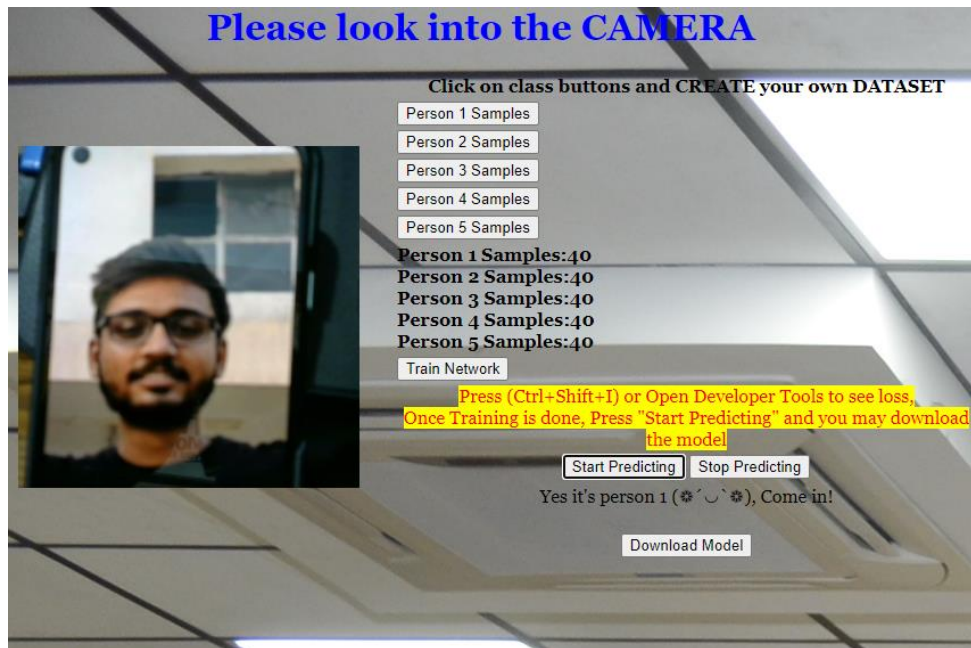 Please look into the CAMERA
Click on class buttons and CREATE your own DATASET
Person 1 Samples
Person 2 Samples
Person 3 Samples
Person 4 Samples
Person 5 Samples
Person 1 Samples:40
Person 2 Samples:40
Person 3 Samples:40
Person 4 Samples:40
Person 5 Samples:40
Train Network
Press (Ctrl+Shift+I) or Open Developer Tools to see loss,
Once Training is done, Press "Start Predicting" and you may download
the model
Start Predicting Stop Predicting
Yes it's person 1 (❁´◡`❁), Come in!
Download Model